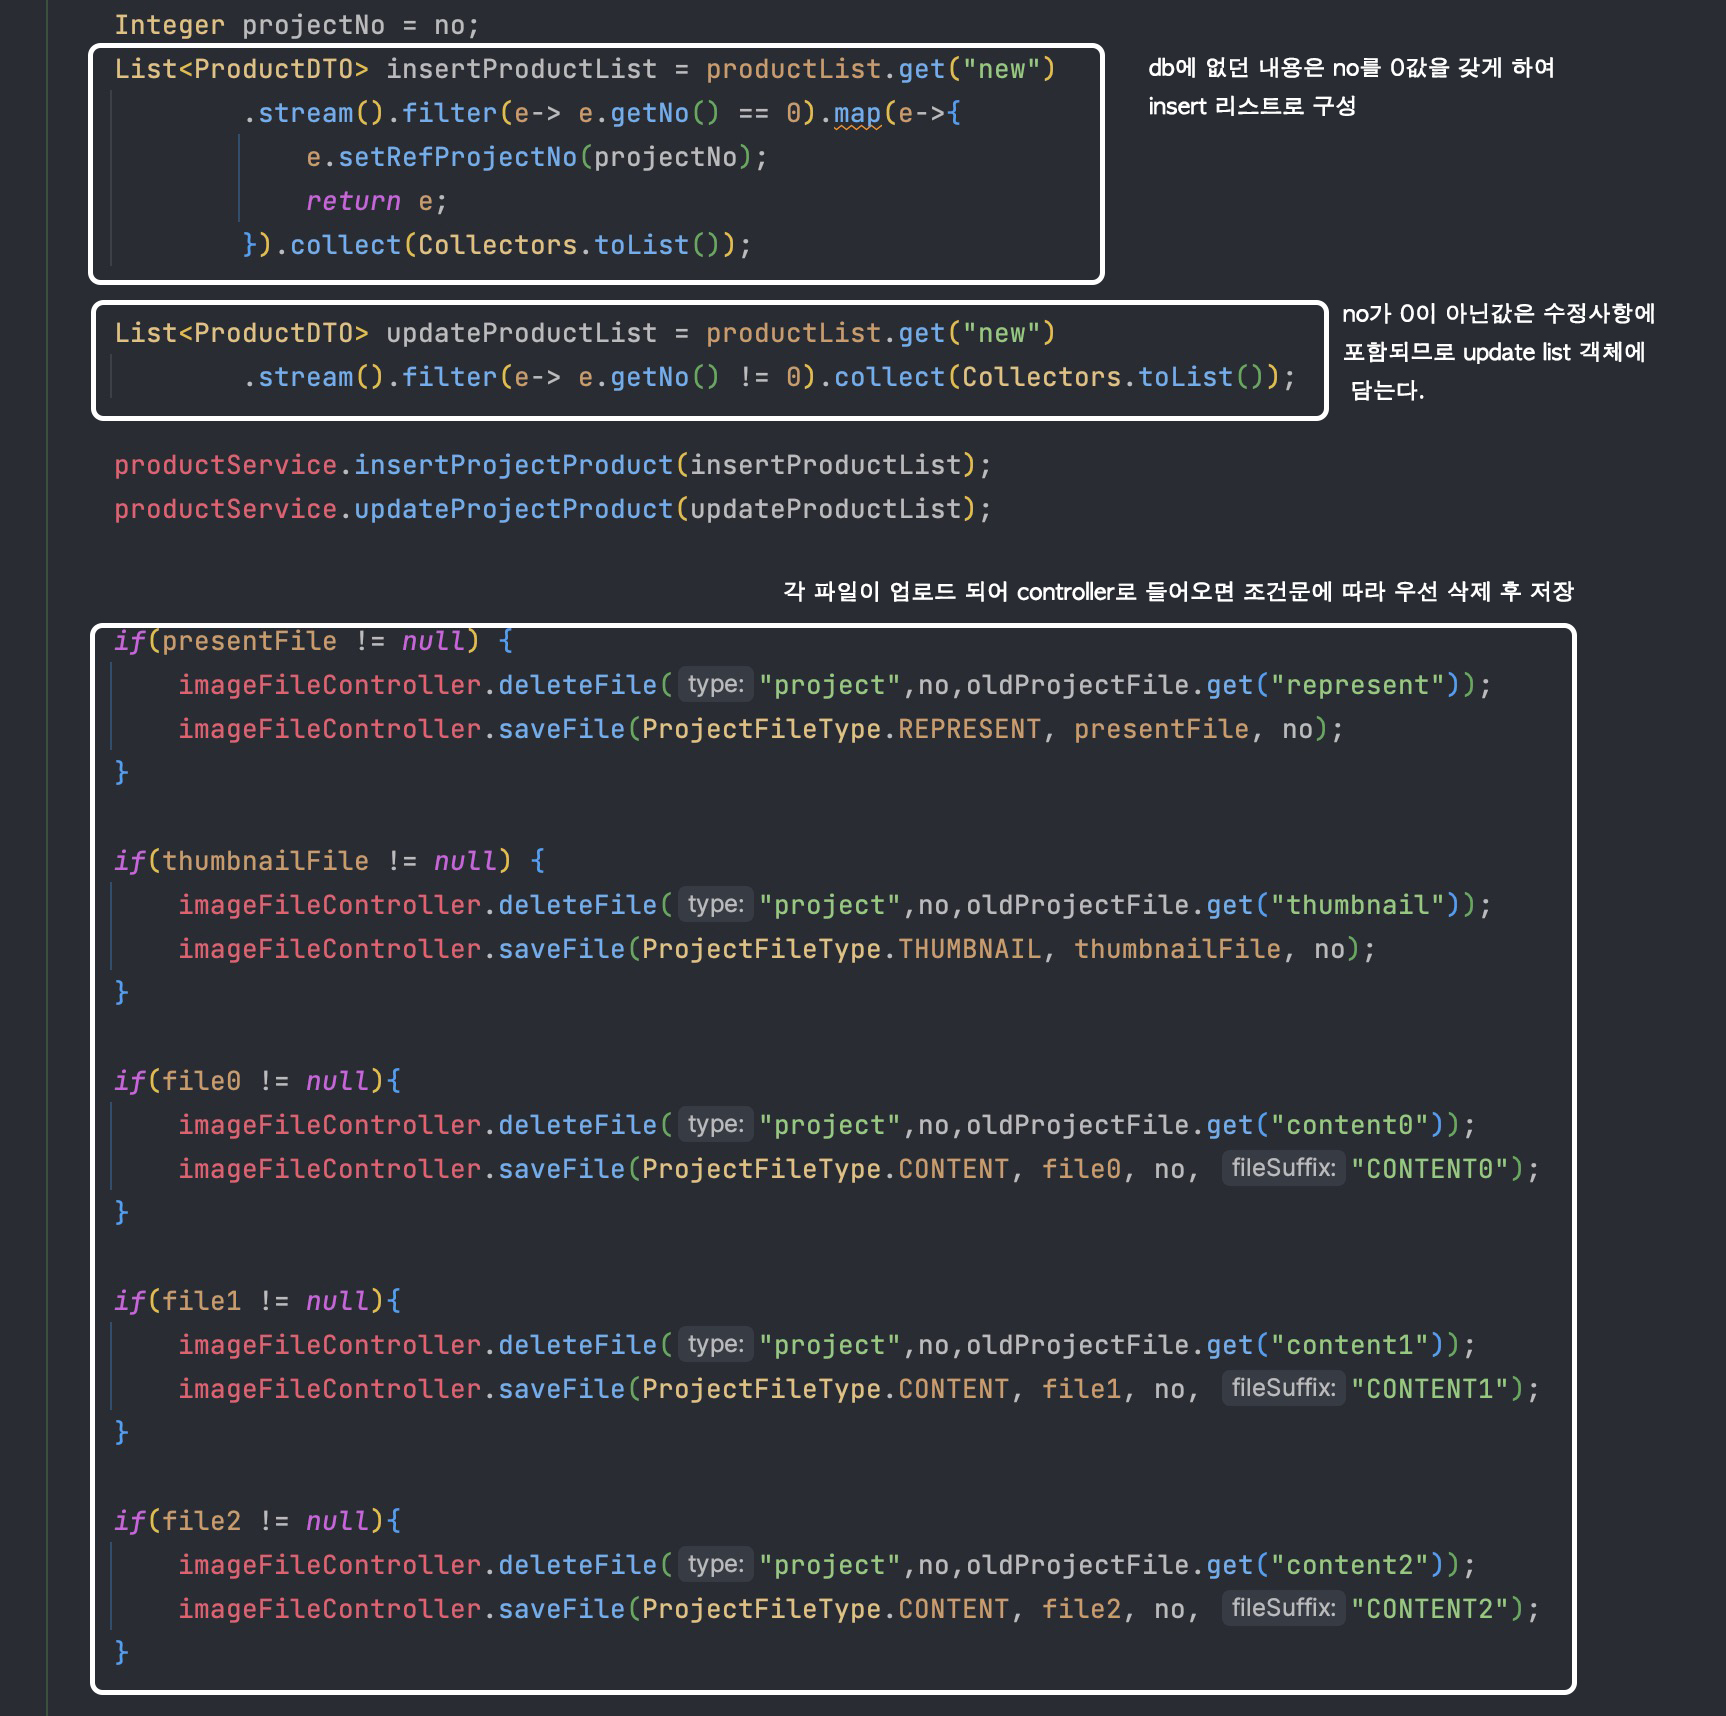 Integer projectNo = no;
List<ProductDTO> insertProductList = productList.get("new")
.stream().filter(e-> e.getNo() == 0).map(e->{
e.setRefProjectNo(projectNo);
return e;
}).collect(Collectors.toList());
db에 없던 내용은 no를 0값을 갖게 하여
insert 리스트로 구성
List<ProductDTO> updateProductList = productList.get("new")
.stream().filter(e-> e.getNo() != 0).collect(Collectors.toList());
no가 0이 아닌값은 수정사항에
포함되므로 update list 객체에
담는다.
productService.insertProjectProduct(insertProductList);
productService.updateProjectProduct(updateProductList);
각 파일이 업로드 되어 controller로 들어오면 조건문에 따라 우선 삭제 후 저장
if(presentFile != null) {
imageFileController.deleteFile( type: "project",no,oldProjectFile.get("represent"));
imageFileController.saveFile(ProjectFileType.REPRESENT, presentFile, no);
}
if(thumbnailFile != null) {
imageFileController.deleteFile( type: "project",no,oldProjectFile.get("thumbnail"));
imageFileController.saveFile(ProjectFileType.THUMBNAIL, thumbnailFile, no);
}
if(file0 != null){
imageFileController.deleteFile( type: "project",no,oldProjectFile.get("content0"));
imageFileController.saveFile(ProjectFileType.CONTENT, file0, no, fileSuffix: "CONTENT0");
}
if(file1 != null){
imageFileController.deleteFile( type: "project",no,oldProjectFile.get("content1"));
imageFileController.saveFile(ProjectFileType.CONTENT, file1, no, fileSuffix: "CONTENT1");
}
if(file2 != null){
imageFileController.deleteFile( type: "project",no,oldProjectFile.get("content2"));
imageFileController.saveFile(ProjectFileType.CONTENT, file2, no, fileSuffix: "CONTENT2");
}